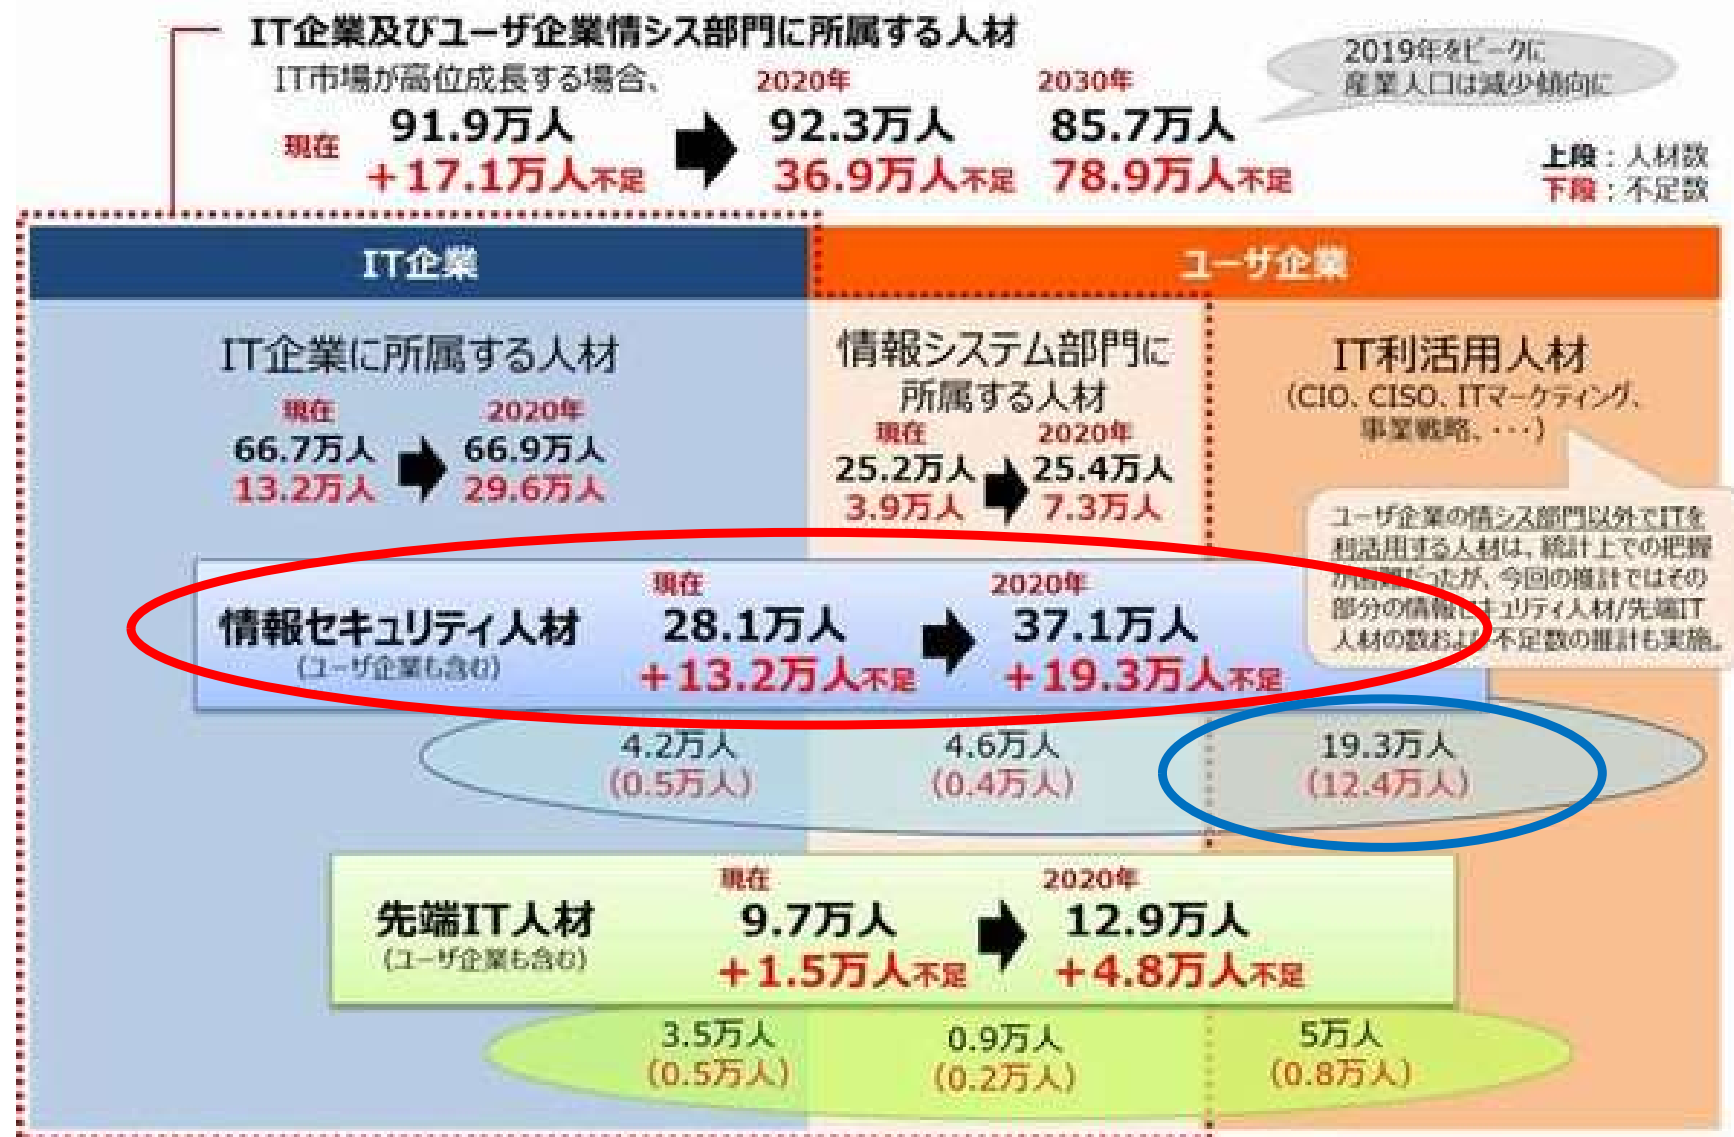 IT企業及びユーザ企業情シス部門に所属する人材
IT市場が高位成長する場合、
2020年
2030年
現在
91.9万人
92.3万人
85.7万人
+17.1万人不足
36.9万人不足
78.9万人不足
2019年をピークに
産業人口は減少傾向に
上段：人材数
下段：不足数
IT企業
ユーザ企業
IT企業に所属する人材
現在
2020年
66.7万人
66.9万人
13.2万人
29.6万人
情報システム部門に
所属する人材
現在
2020年
25.2万人
25.4万人
3.9万人
7.3万人
IT利活用人材
(CIO、CISO、ITマーケティング、
事業戦略、・・・)
ユーザ企業の情シス部門以外でITを
利活用する人材は、統計上での把握
が困難だったが、今回の推計ではその
部分の情報セキュリティ人材/先端IT
人材の数および不足数の推計も実施。
情報セキュリティ人材
(ユーザ企業も含む)
現在
2020年
28.1万人
37.1万人
+13.2万人不足
+19.3万人不足
4.2万人
(0.5万人)
4.6万人
(0.4万人)
19.3万人
(12.4万人)
先端IT人材
(ユーザ企業も含む)
現在
2020年
9.7万人
12.9万人
+1.5万人不足
+4.8万人不足
3.5万人
(0.5万人)
0.9万人
(0.2万人)
5万人
(0.8万人)